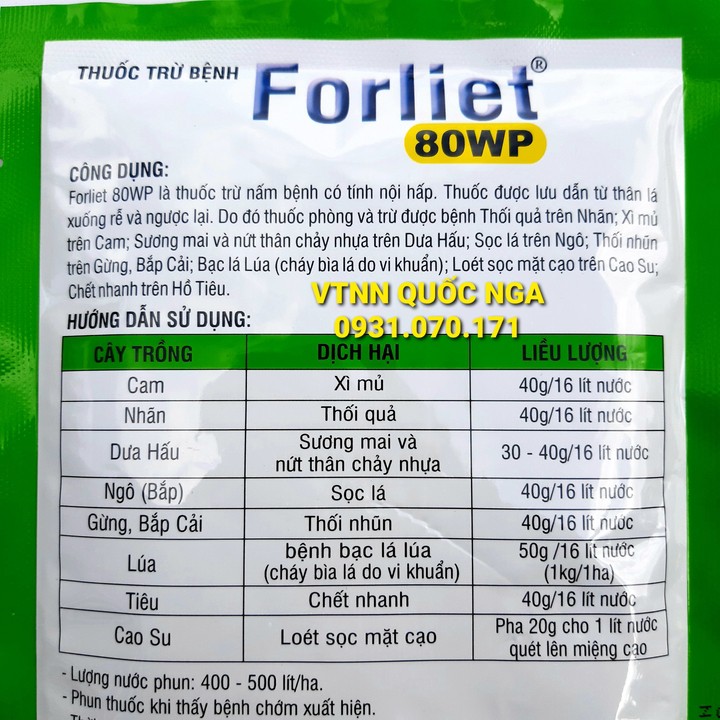 THUỐC TRỪ BỆNH
Forliet®
80WP
CÔNG DỤNG:
Forliet 80WP là thuốc trừ nấm bệnh có tính nội hấp. Thuốc được lưu dẫn từ thân lá
xuống rễ và ngược lại. Do đó thuốc phòng và trừ được bệnh Thối quả trên Nhãn; Xì mủ
trên Cam; Sương mai và nứt thân chảy nhựa trên Dưa Hấu; Sọc lá trên Ngô; Thối nhũn
trên Gừng, Bắp Cải; Bạc lá Lúa (cháy bìa lá do vi khuẩn); Loét sọc mặt cạo trên Cao Su;
Chết nhanh trên Hồ Tiêu.
VTNN QUỐC NGA
0931.070.171
HƯỚNG DẪN SỬ DỤNG:
CÂY TRỒNG DỊCH HẠI LIỀU LƯỢNG
Cam Xì mủ 40g/16 lít nước
Nhãn Thối quả 40g/16 lít nước
Dưa Hấu Sương mai và nứt thân chảy nhựa 30 - 40g/16 lít nước
Ngô (Bắp) Sọc lá 40g/16 lít nước
Gừng, Bắp Cải Thối nhũn 40g/16 lít nước
Lúa bệnh bạc lá lúa (cháy bìa lá do vi khuẩn) 50g /16 lít nước (1kg/1ha)
Tiêu Chết nhanh 40g/16 lít nước
Cao Su Loét sọc mặt cạo Pha 20g cho 1 lít nước quét lên miệng cạo
- Lượng nước phun: 400 - 500 lít/ha.
- Phun thuốc khi thấy bệnh chớm xuất hiện.